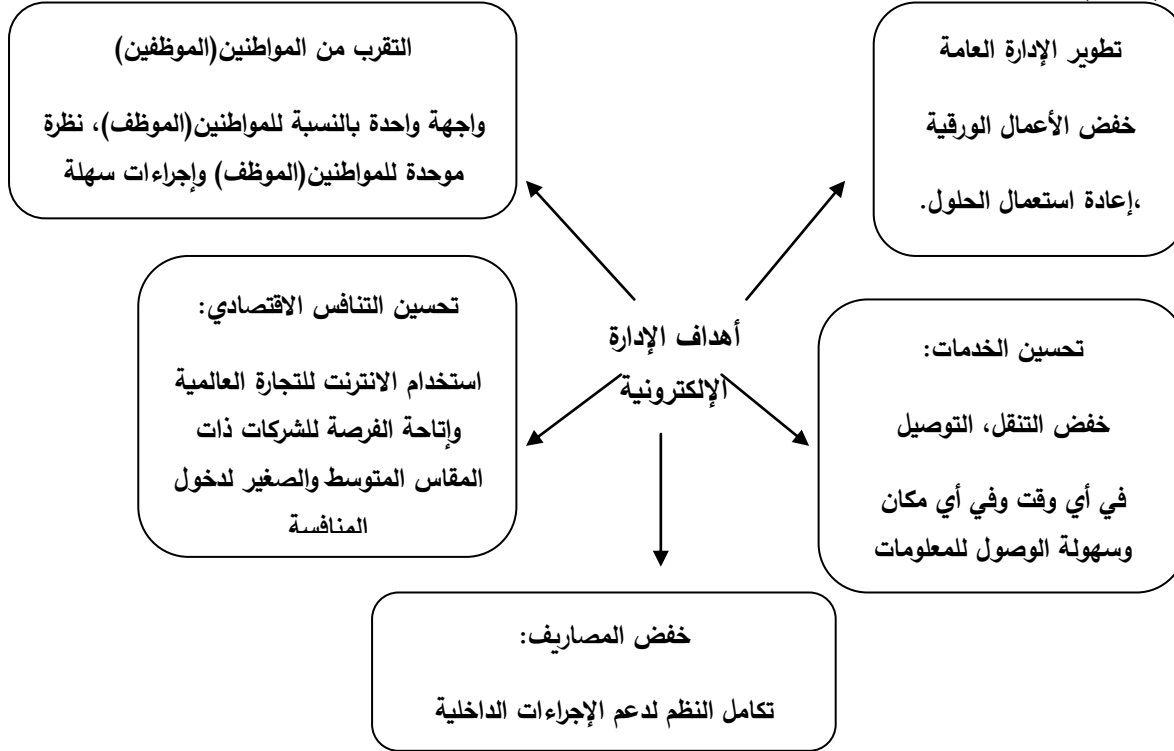 تطوير الإدارة العامة
خفض الأعمال الورقية
،إعادة استعمال الحلول.
التقرب من المواطنين(الموظفين)
واجهة واحدة بالنسبة للمواطنين(الموظف)، نظرة
موحدة للمواطنين(الموظف) وإجراءات سهلة
أهداف الإدارة
الإلكترونية
تحسين الخدمات:
خفض التنقل، التوصيل
في أي وقت وفي أي مكان
وسهولة الوصول للمعلومات
تحسين التنافس الاقتصادي:
استخدام الانترنت للتجارة العالمية
وإتاحة الفرصة للشركات ذات
المقاس المتوسط والصغير لدخول
المنافسة
خفض المصاريف:
تكامل النظم لدعم الإجراءات الداخلية